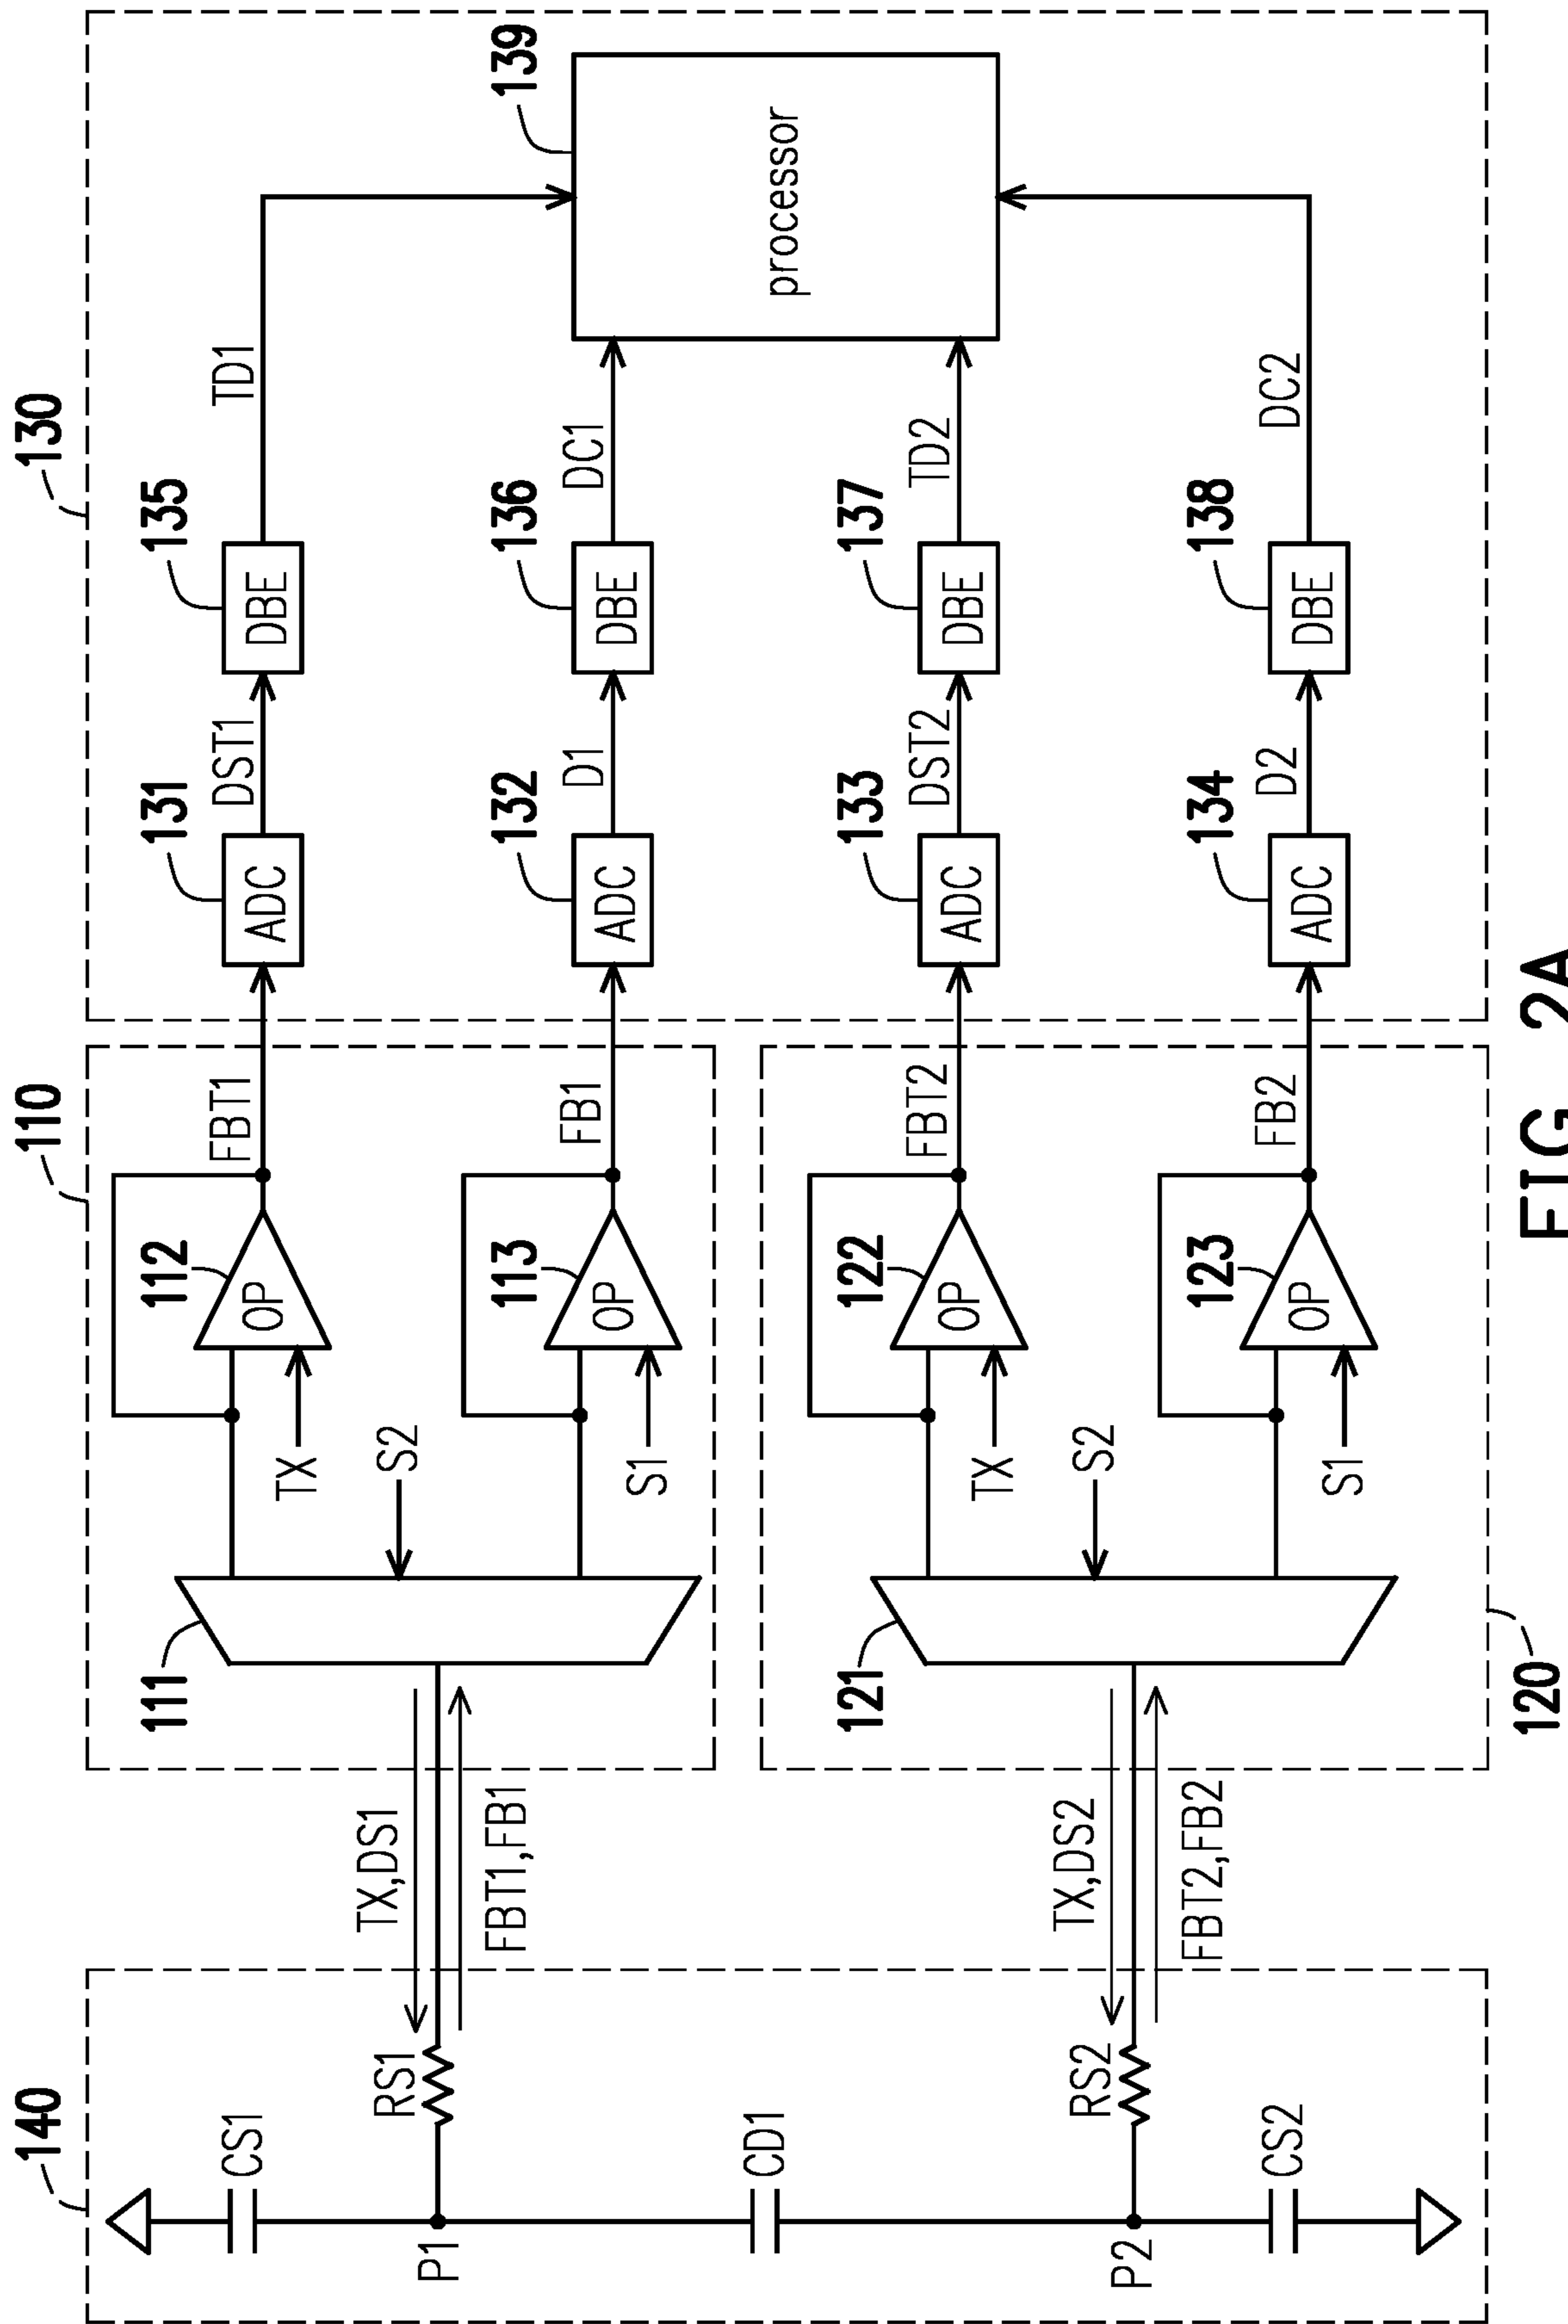 140
CS1
P1
RS1
CD1
P2
RS2
CS2
TX,DS1
FBT1,FB1
TX,DS2
FBT2,FB2
110
111
S2
TX
112
OP
FBT1
S1
113
OP
FB1
120
121
S2
TX
122
OP
FBT2
S1
123
OP
FB2
130
131
ADC
DST1
135
DBE
TD1
132
ADC
D1
136
DBE
DC1
133
ADC
DST2
137
DBE
TD2
134
ADC
D2
138
DBE
DC2
139
processor
FIG. 2A